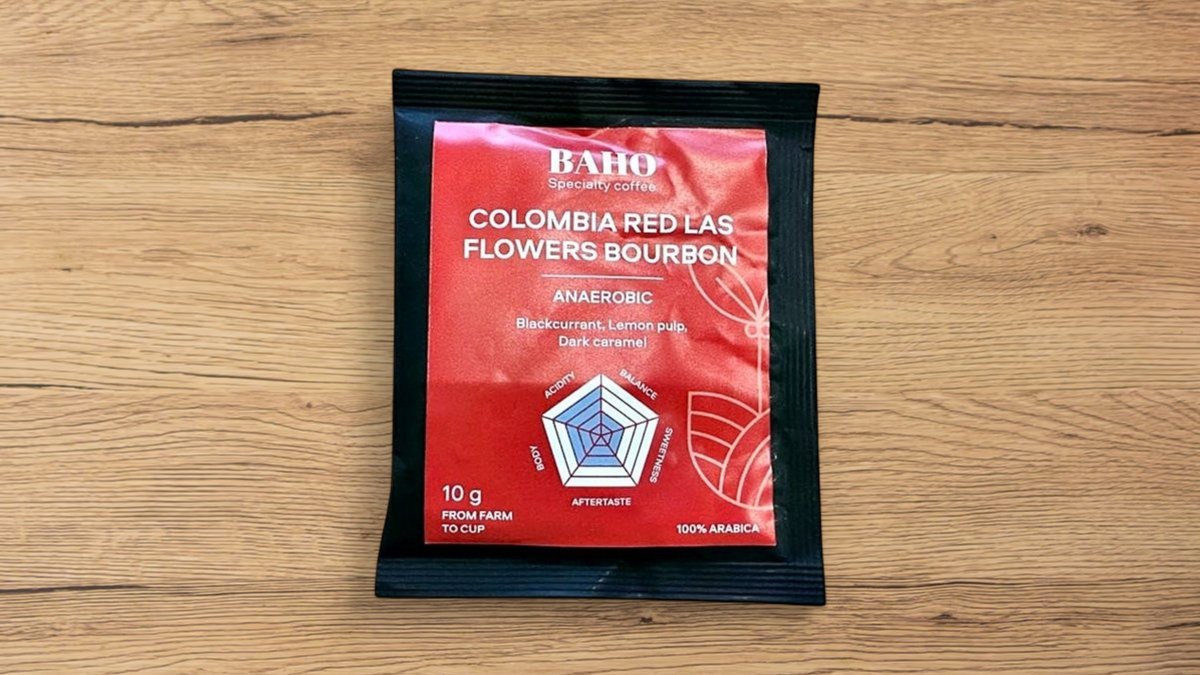 BAHO
Specialty coffee
COLOMBIA RED LAS
FLOWERS BOURBON
ANAEROBIC
Blackcurrant, Lemon pulp,
Dark caramel
ACIDITY
BALANCE
BODY
SWEETNESS
AFTERTASTE
10 g
FROM FARM
TO CUP
100% ARABICA